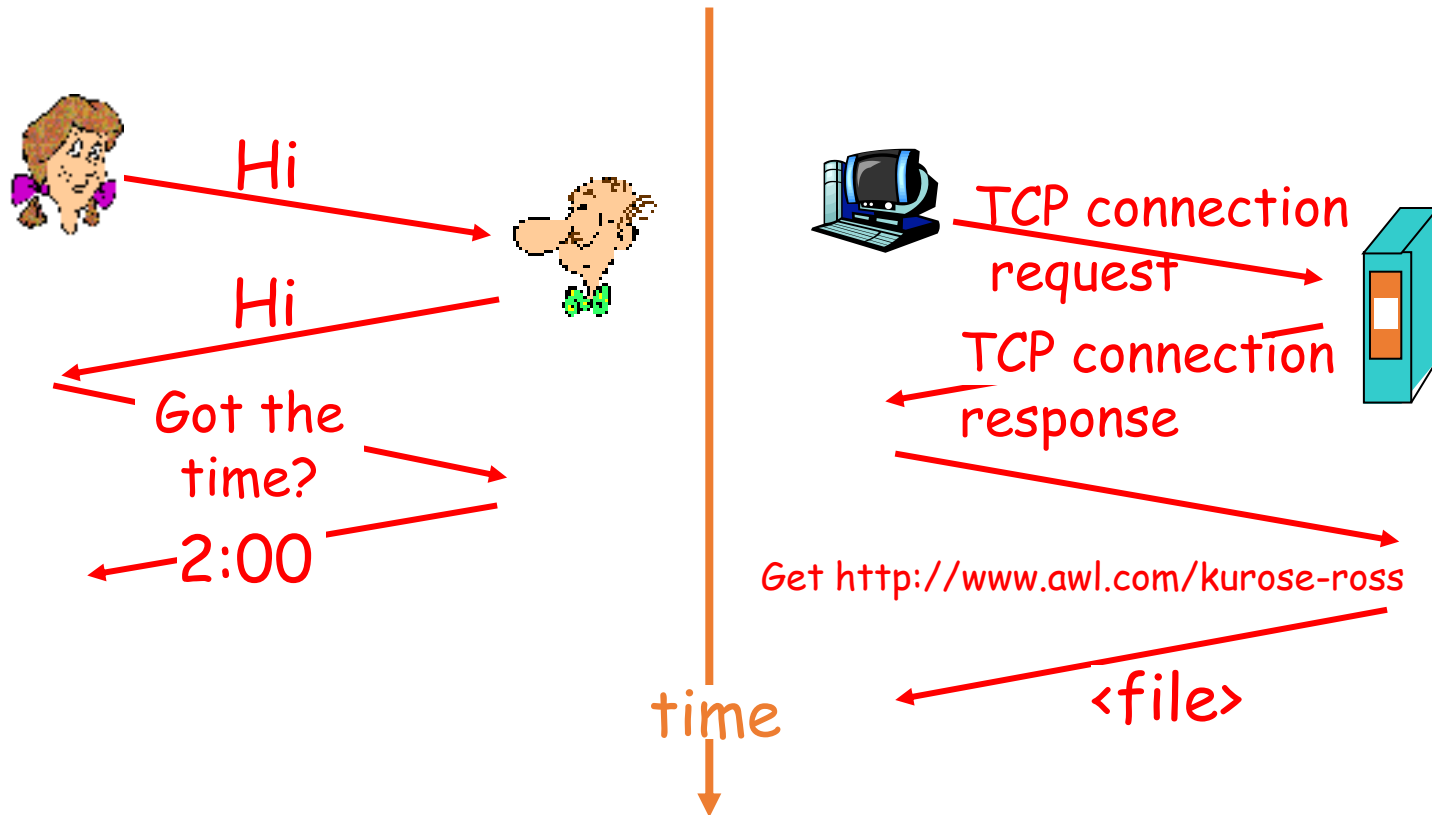 Hi
Hi
Got the
time?
2:00
time
TCP connection
request
TCP connection
response
Get http://www.awl.com/kurose-ross
<file>